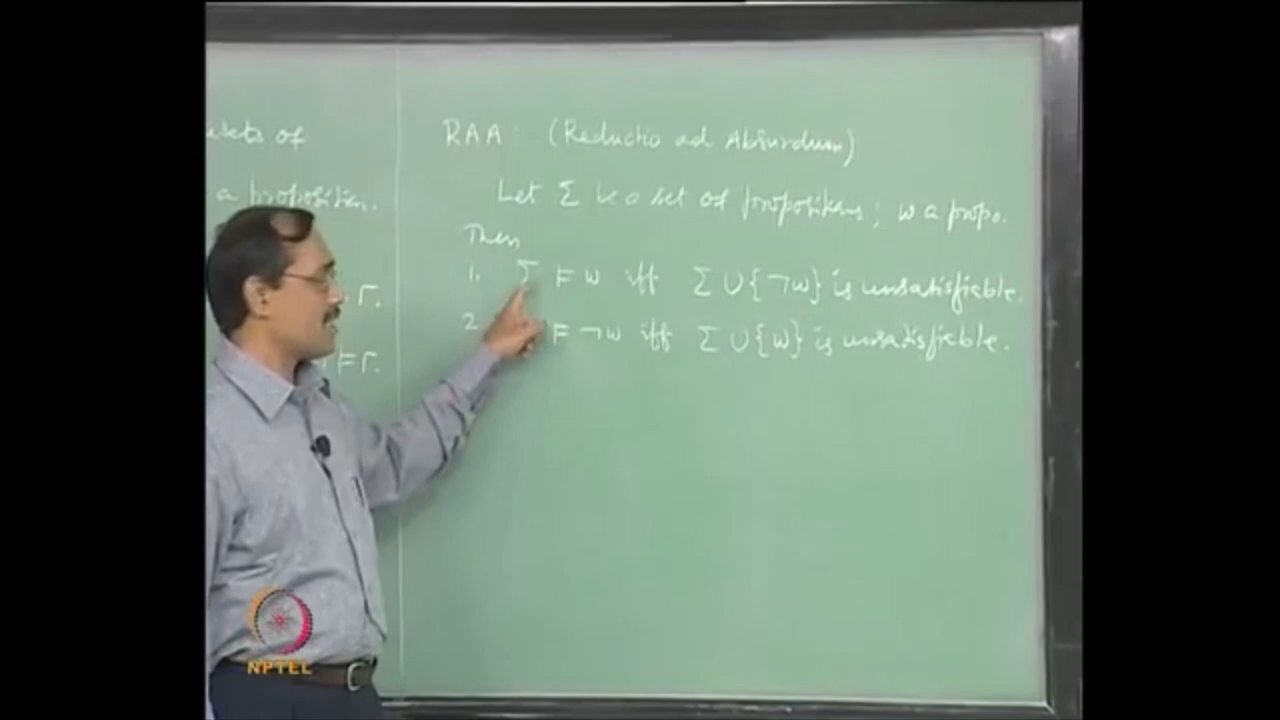 sets of
a proposition.
Γ.
⊨ Γ.
RAA: (Reductio ad Absurdum)
Let Σ be a set of propositions; w a propo.
Then
1. Σ ⊨ w iff Σ ∪ {¬w} is unsatisfiable.
2. ⊨ ¬w iff Σ ∪ {w} is unsatisfiable.
NPTEL